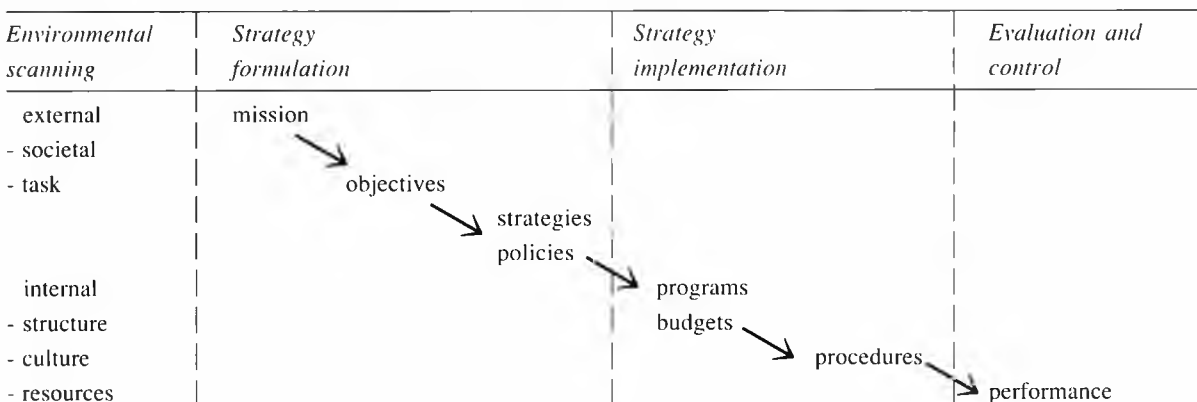 Environmental scanning
Strategy formulation
Strategy implementation
Evaluation and control
external
- societal
- task
internal
- structure
- culture
- resources
mission
objectives
strategies
policies
programs
budgets
procedures
performance